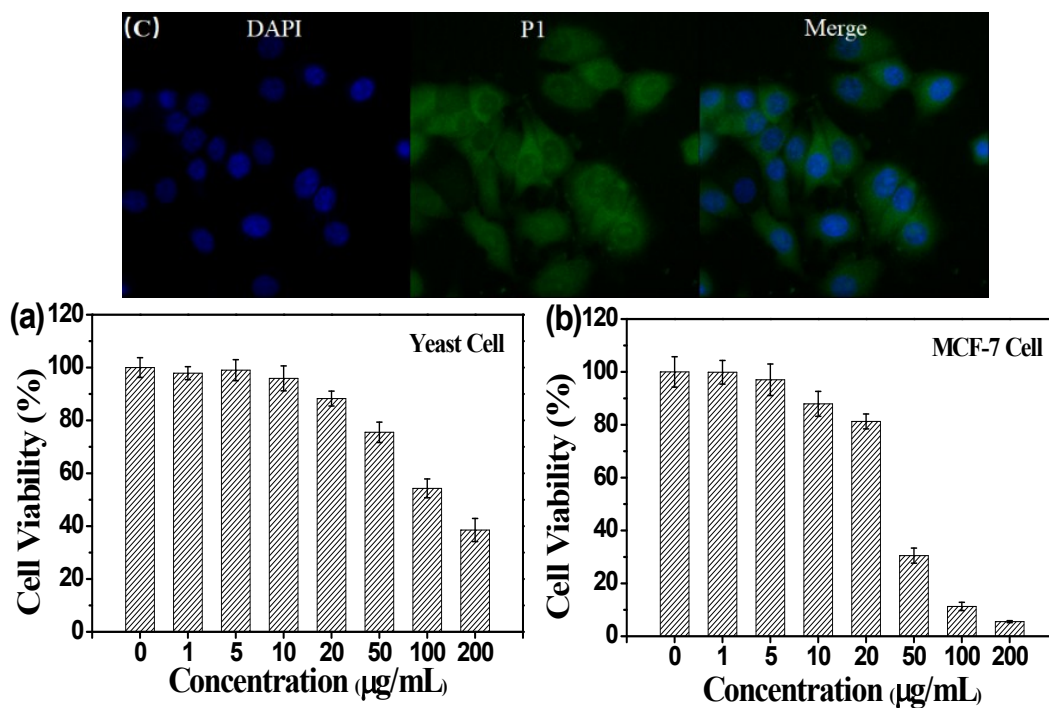 (C) DAPI P1 Merge
(a)
Yeast Cell
120
100
80
60
40
20
0
Cell Viability (%)
0 1 5 10 20 50 100 200
Concentration (μg/mL)
(b)
MCF-7 Cell
120
100
80
60
40
20
0
Cell Viability (%)
0 1 5 10 20 50 100 200
Concentration (μg/mL)